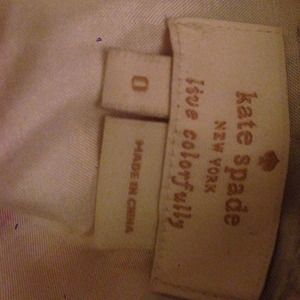 kate spade
NEW YORK
live colorfully
0
MADE IN CHINA